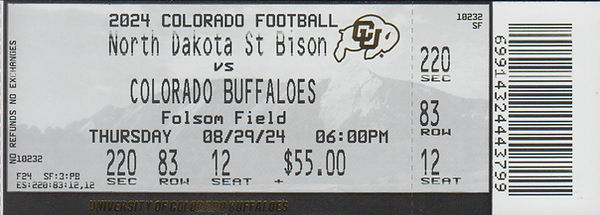 2024 COLORADO FOOTBALL
North Dakota St Bison
VS
COLORADO BUFFALOES
Folsom Field
THURSDAY 08/29/24 06:00PM
220 83 12 $55.00
SEC ROW SEAT +
NO REFUNDS NO EXCHANGES
10232
F24 SF:3:PB
ES:220:83:12,12
UNIVERSITY OF COLORADO BUFFALOES
CU
10232
SF
220
SEC
83
ROW
12
SEAT
699143244437​99